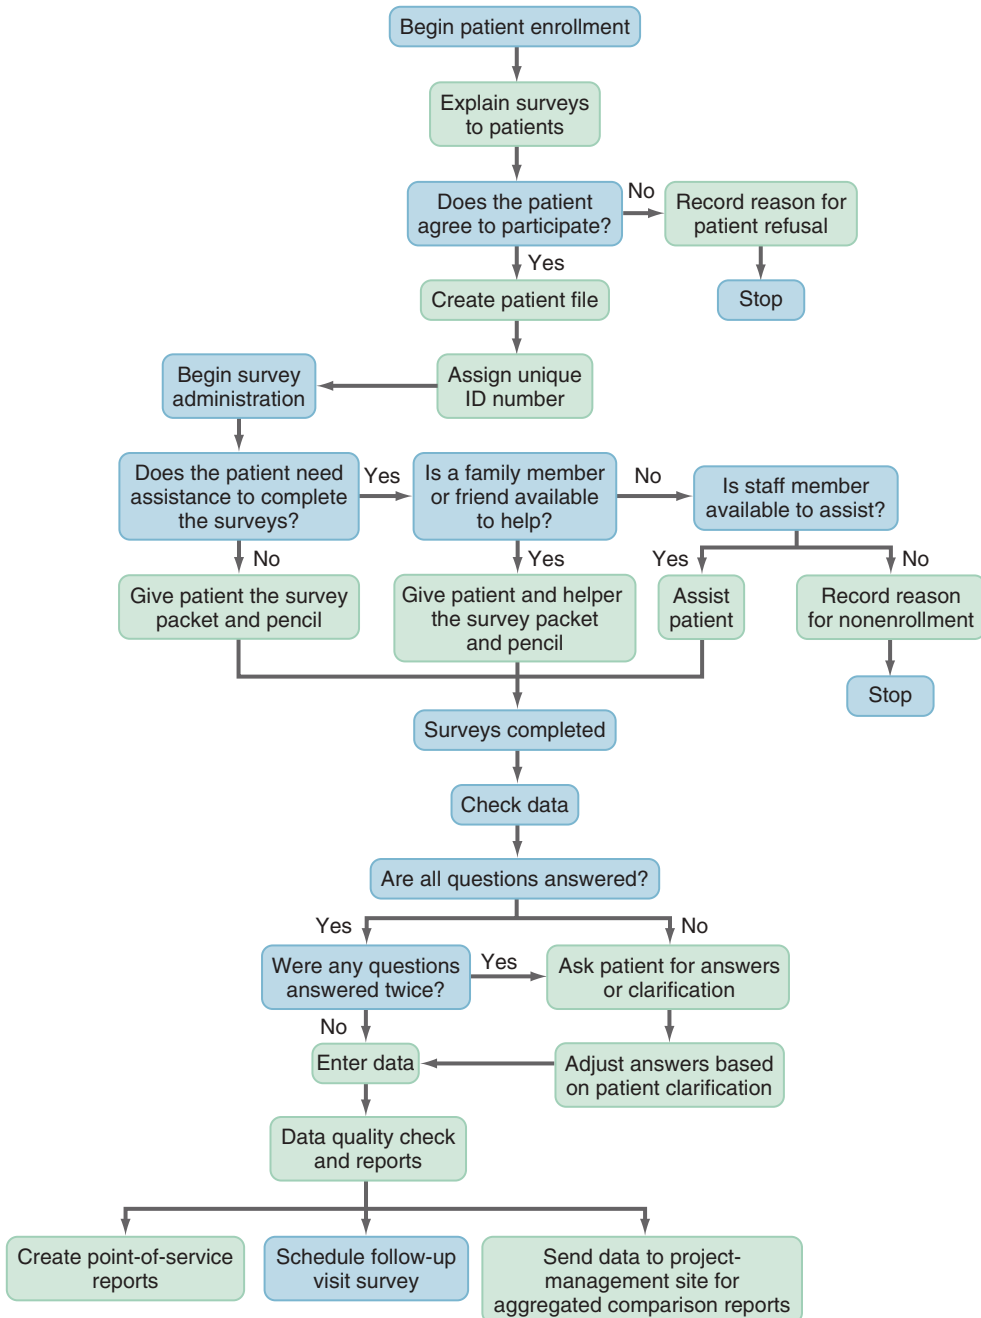 Begin patient enrollment
Explain surveys
to patients
Does the patient
agree to participate?
No
Record reason for
patient refusal
Yes
Stop
Create patient file
Assign unique
ID number
Begin survey
administration
Does the patient need
assistance to complete
the surveys?
Yes
Is a family member
or friend available
to help?
No
Is staff member
available to assist?
No
Yes
Yes
No
Give patient the survey
packet and pencil
Give patient and helper
the survey packet
and pencil
Assist
patient
Record reason
for nonenrollment
Stop
Surveys completed
Check data
Are all questions answered?
Yes
No
Were any questions
answered twice?
Yes
Ask patient for answers
or clarification
No
Enter data
Adjust answers based
on patient clarification
Data quality check
and reports
Create point-of-service
reports
Schedule follow-up
visit survey
Send data to project-
management site for
aggregated comparison reports